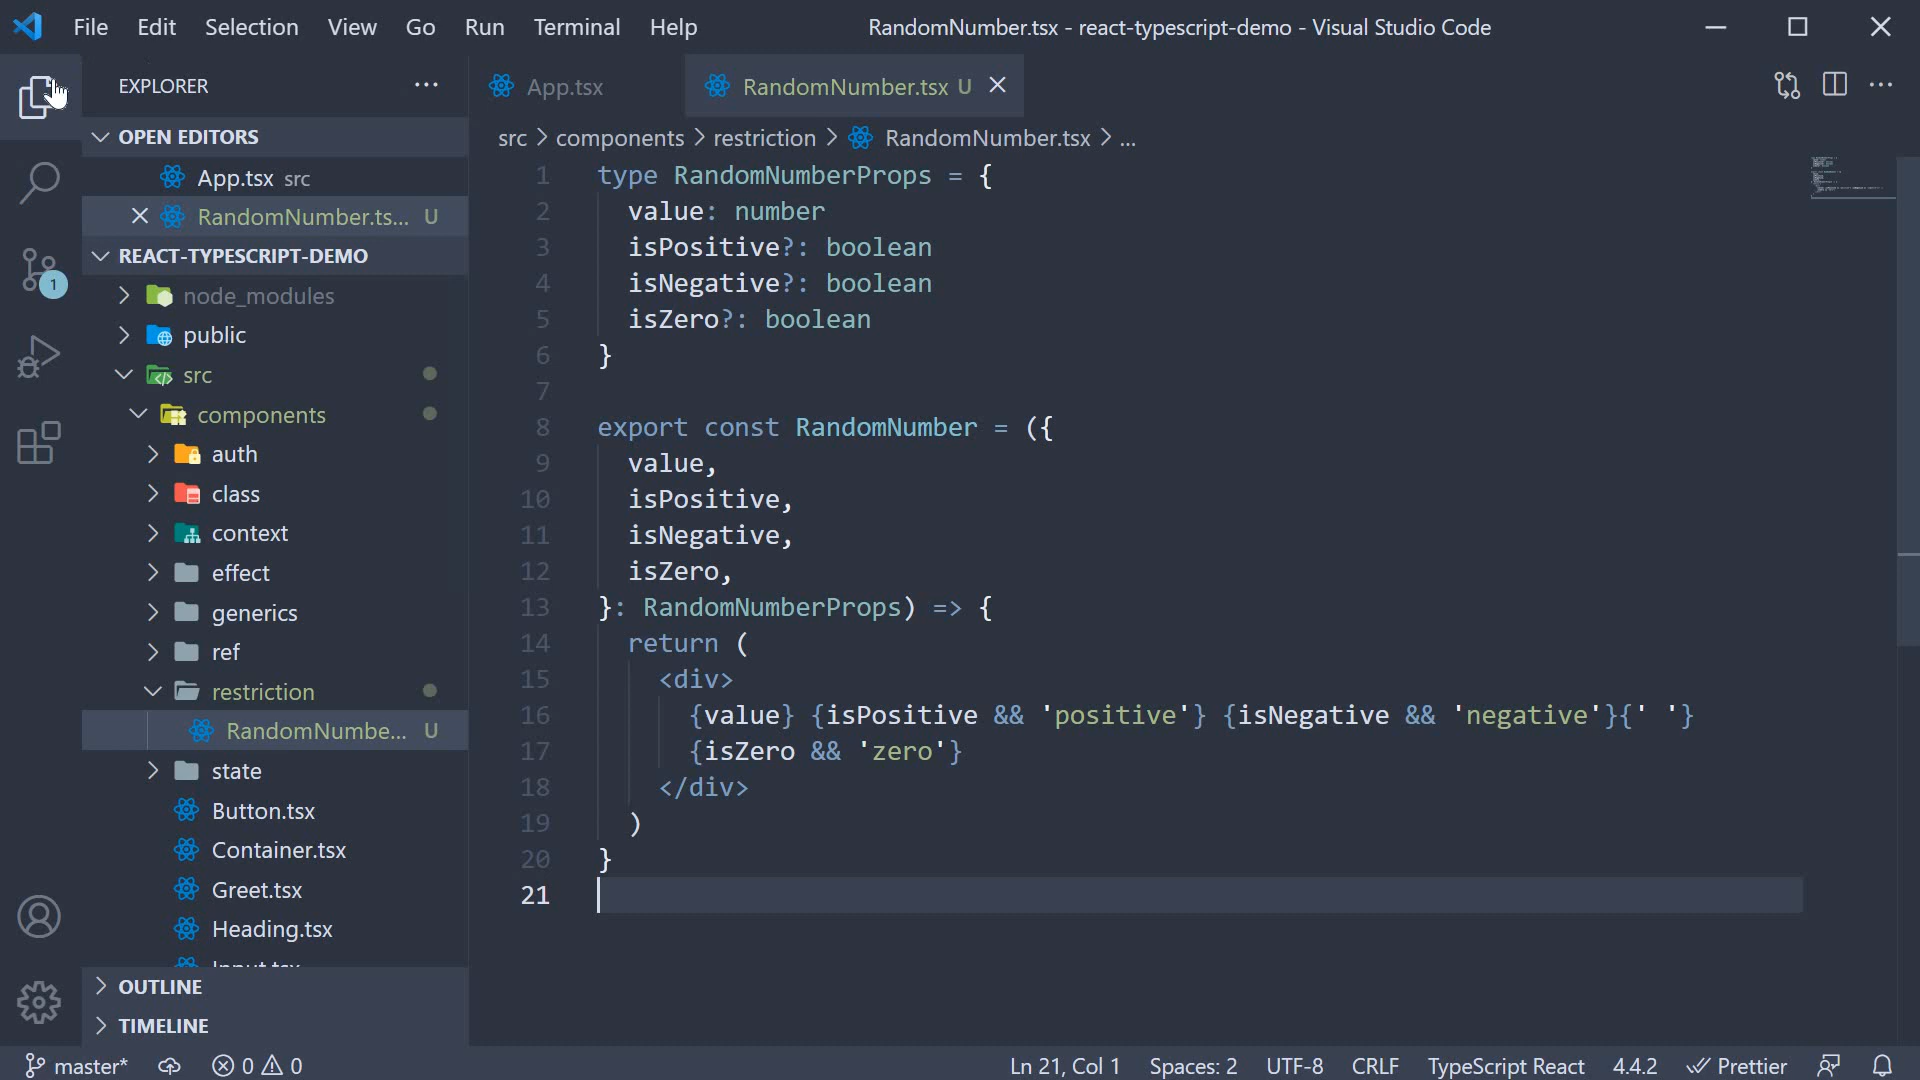 File Edit Selection View Go Run Terminal Help
RandomNumber.tsx - react-typescript-demo - Visual Studio Code
EXPLORER
OPEN EDITORS
App.tsx src
RandomNumber.ts... U
REACT-TYPESCRIPT-DEMO
node_modules
public
src
components
auth
class
context
effect
generics
ref
restriction
RandomNumbe... U
state
Button.tsx
Container.tsx
Greet.tsx
Heading.tsx
OUTLINE
TIMELINE
1
App.tsx
RandomNumber.tsx U
src > components > restriction > RandomNumber.tsx > ...
1 type RandomNumberProps = {
2   value: number
3   isPositive?: boolean
4   isNegative?: boolean
5   isZero?: boolean
6 }
7
8 export const RandomNumber = ({
9   value,
10   isPositive,
11   isNegative,
12   isZero,
13 }: RandomNumberProps) => {
14   return (
15     <div>
16       {value} {isPositive && 'positive'} {isNegative && 'negative'}{' '}
17       {isZero && 'zero'}
18     </div>
19   )
20 }
21
master* 0 0 Ln 21, Col 1 Spaces: 2 UTF-8 CRLF TypeScript React 4.4.2 Prettier